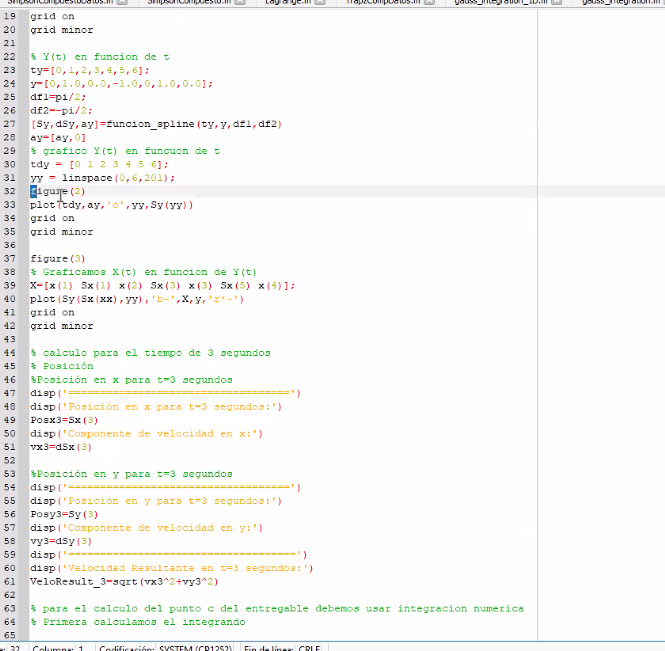 SimpsonCompuestoDatos.m SimpsonCompuesto.m Lagrange.m TrapzCompDatos.m gauss_integration_1D.m gauss_integration.m
19 grid on
20 grid minor
21
22 % Y(t) en funcion de t
23 ty=[0,1,2,3,4,5,6];
24 y=[0,1.0,0.0,-1.0,0,1.0,0.0];
25 df1=pi/2;
26 df2=-pi/2;
27 [Sy,dSy,ay]=funcion_spline(ty,y,df1,df2)
28 ay=[ay,0]
29 % grafico Y(t) en funcuon de t
30 tdy = [0 1 2 3 4 5 6];
31 yy = linspace(0,6,201);
32 figure(2)
33 plot(tdy,ay,'o',yy,Sy(yy))
34 grid on
35 grid minor
36
37 figure(3)
38 % Graficamos X(t) en funcion de Y(t)
39 X=[x(1) Sx(1) x(2) Sx(3) x(3) Sx(5) x(4)];
40 plot(Sy(Sx(xx),yy),'b-',X,y,'r*-')
41 grid on
42 grid minor
43
44 % calculo para el tiempo de 3 segundos
45 % Posición
46 %Posición en x para t=3 segundos
47 disp('===================================')
48 disp('Posición en x para t=3 segundos:')
49 Posx3=Sx(3)
50 disp('Componente de velocidad en x:')
51 vx3=dSx(3)
52
53 %Posición en y para t=3 segundos
54 disp('===================================')
55 disp('Posición en y para t=3 segundos:')
56 Posy3=Sy(3)
57 disp('Componente de velocidad en y:')
58 vy3=dSy(3)
59 disp('====================================')
60 disp('Velocidad Resultante en t=3 segundos:')
61 VeloResult_3=sqrt(vx3^2+vy3^2)
62
63 % para el calculo del punto c del entregable debemos usar integracion numerica
64 % Primera calculamos el integrando
65
32 Columna: 1 Codificación: SYSTEM (CP1252) Fin de línea: CRLF